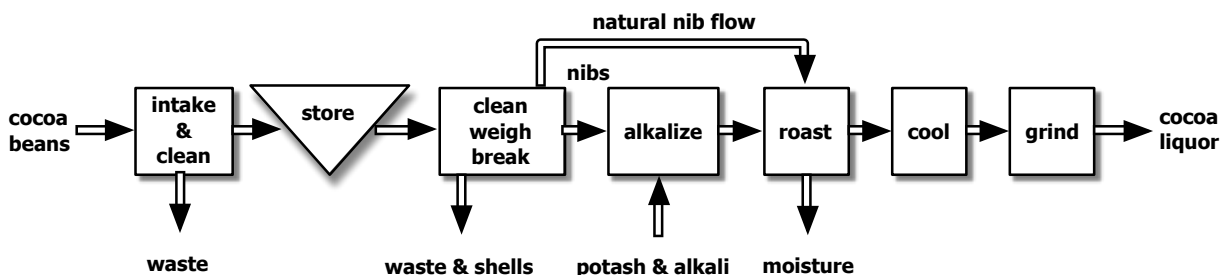 natural nib flow
nibs
cocoa
beans
intake
&
clean
store
clean
weigh
break
alkalize
roast
cool
grind
cocoa
liquor
waste
waste & shells
potash & alkali
moisture